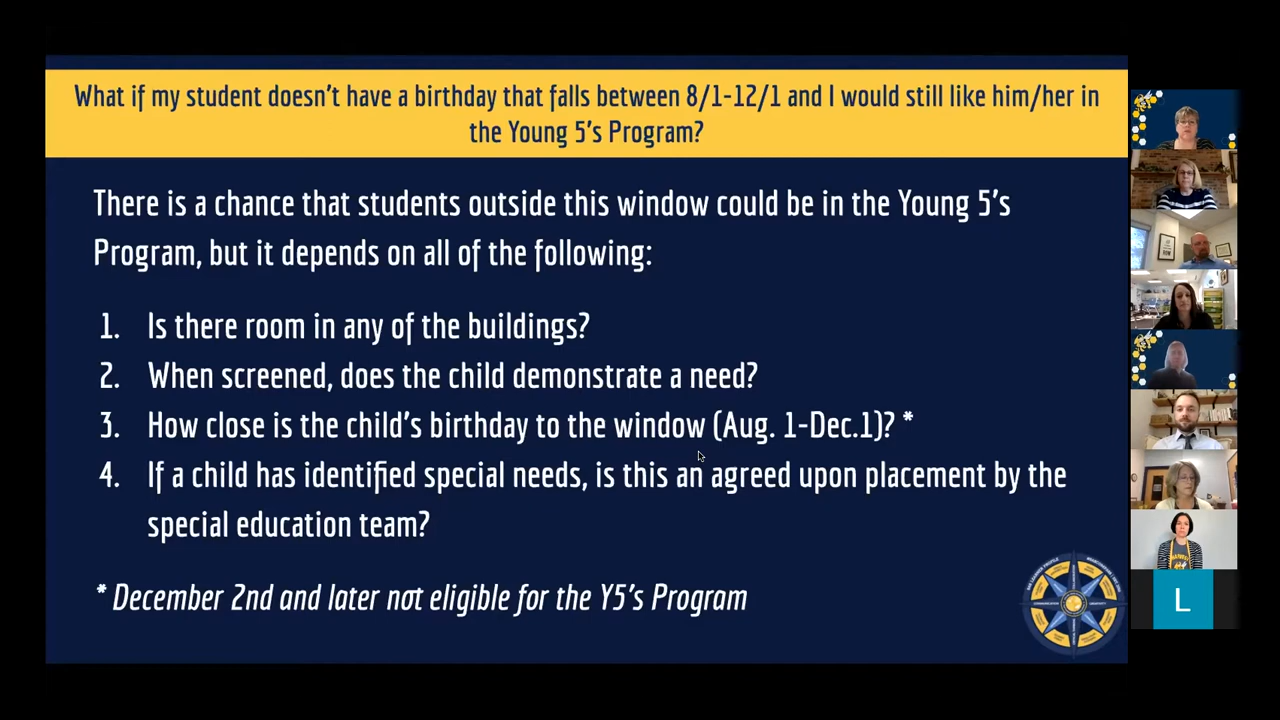 What if my student doesn't have a birthday that falls between 8/1-12/1 and I would still like him/her in
the Young 5's Program?
There is a chance that students outside this window could be in the Young 5's
Program, but it depends on all of the following:
1. Is there room in any of the buildings?
2. When screened, does the child demonstrate a need?
3. How close is the child's birthday to the window (Aug. 1-Dec.1)? *
4. If a child has identified special needs, is this an agreed upon placement by the
special education team?
* December 2nd and later not eligible for the Y5's Program
L